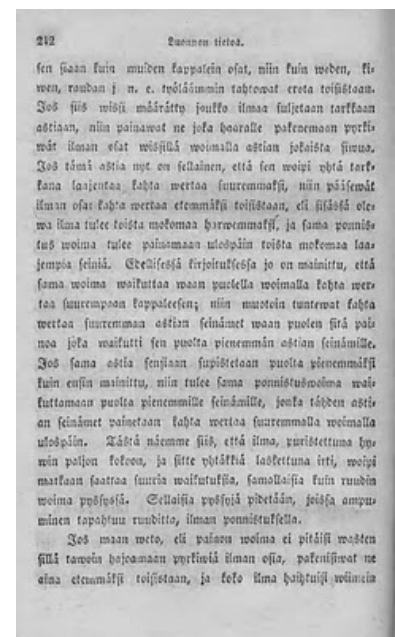 242 Luonnon tietoa.
sen sijaan kuin muiden kappalein osat, niin kuin weden, ki-
wen, raudan j n. e. työläämmin tahtowat erota toisistaan.
Jos siis wissi määrätty joukko ilmaa suljetaan tarkkaan
astiaan, niin painawat ne joka haaralle pakenemaan pyrki-
wät ilman osat wissillä woimalla astian jokaista siwua.
Jos tämä astia nyt on sellainen, että sen woipi yhtä tark-
kana laajentaa kahta wertaa suuremmaksi, niin pääsewät
ilman osat kahta wertaa etemmäksi toisistaan, eli sisässä ole-
wa ilma tulee toista mokomaa harwemmaksi, ja sama ponnis-
tus woima tulee painamaan ulospäin toista mokomaa laa-
jempia seiniä. Edellisessä kirjoituksessa jo on mainittu, että
sama woima waikuttaa waan puolella woimalla kahta wer-
taa suurempaan kappaleesen; niin muotoin tuntewat kahta
wertaa suuremman astian seinämet waan puolen sitä pai-
noa joka waikutti sen puolta pienemmän astian seinämille.
Jos sama astia senjaan supistetaan puolta pienemmäksi
kuin ensin mainittu, niin tulee sama ponnistuswoima wai-
kuttamaan puolta pienemmille seinämille, jonka tähden asti-
an seinämet painetaan kahta wertaa suuremmalla woimalla
ulospäin. Tästä näemme siis, että ilma, puristettuna hy-
win paljon kokoon, ja sitte yhtäkkiä laskettuna irti, woipi
matkaan saattaa suuria waikutuksia, samallaisia kuin ruudin
woima pyssyssä. Sellaisia pyssyjä pidetään, joissa ampu-
minen tapahtuu ruuditta, ilman ponnistuksella.
Jos maan weto, eli painon woima ei pitäisi wasten
sillä tawoin hajoamaan pyrkiwiä ilman osia, pakenisiwat ne
aina etemmäksi toisistaan, ja koko ilma haihtuisi wiimein